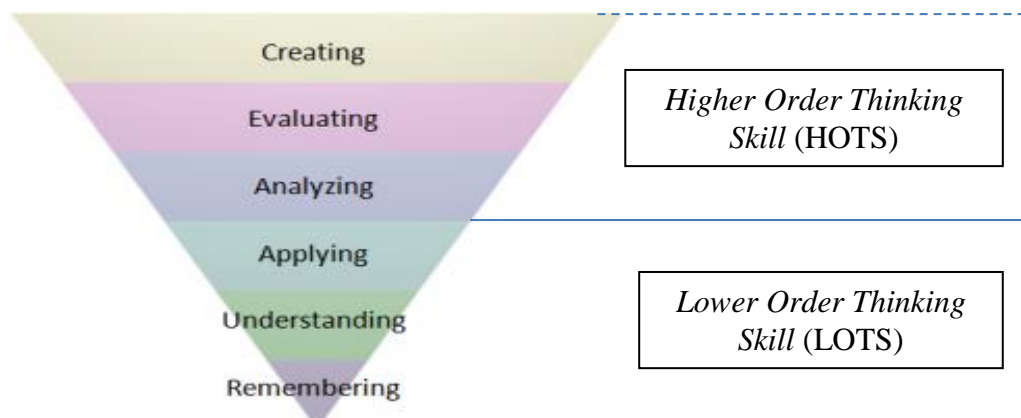 Creating
Evaluating
Analyzing
Applying
Understanding
Remembering
Higher Order Thinking
Skill (HOTS)
Lower Order Thinking
Skill (LOTS)